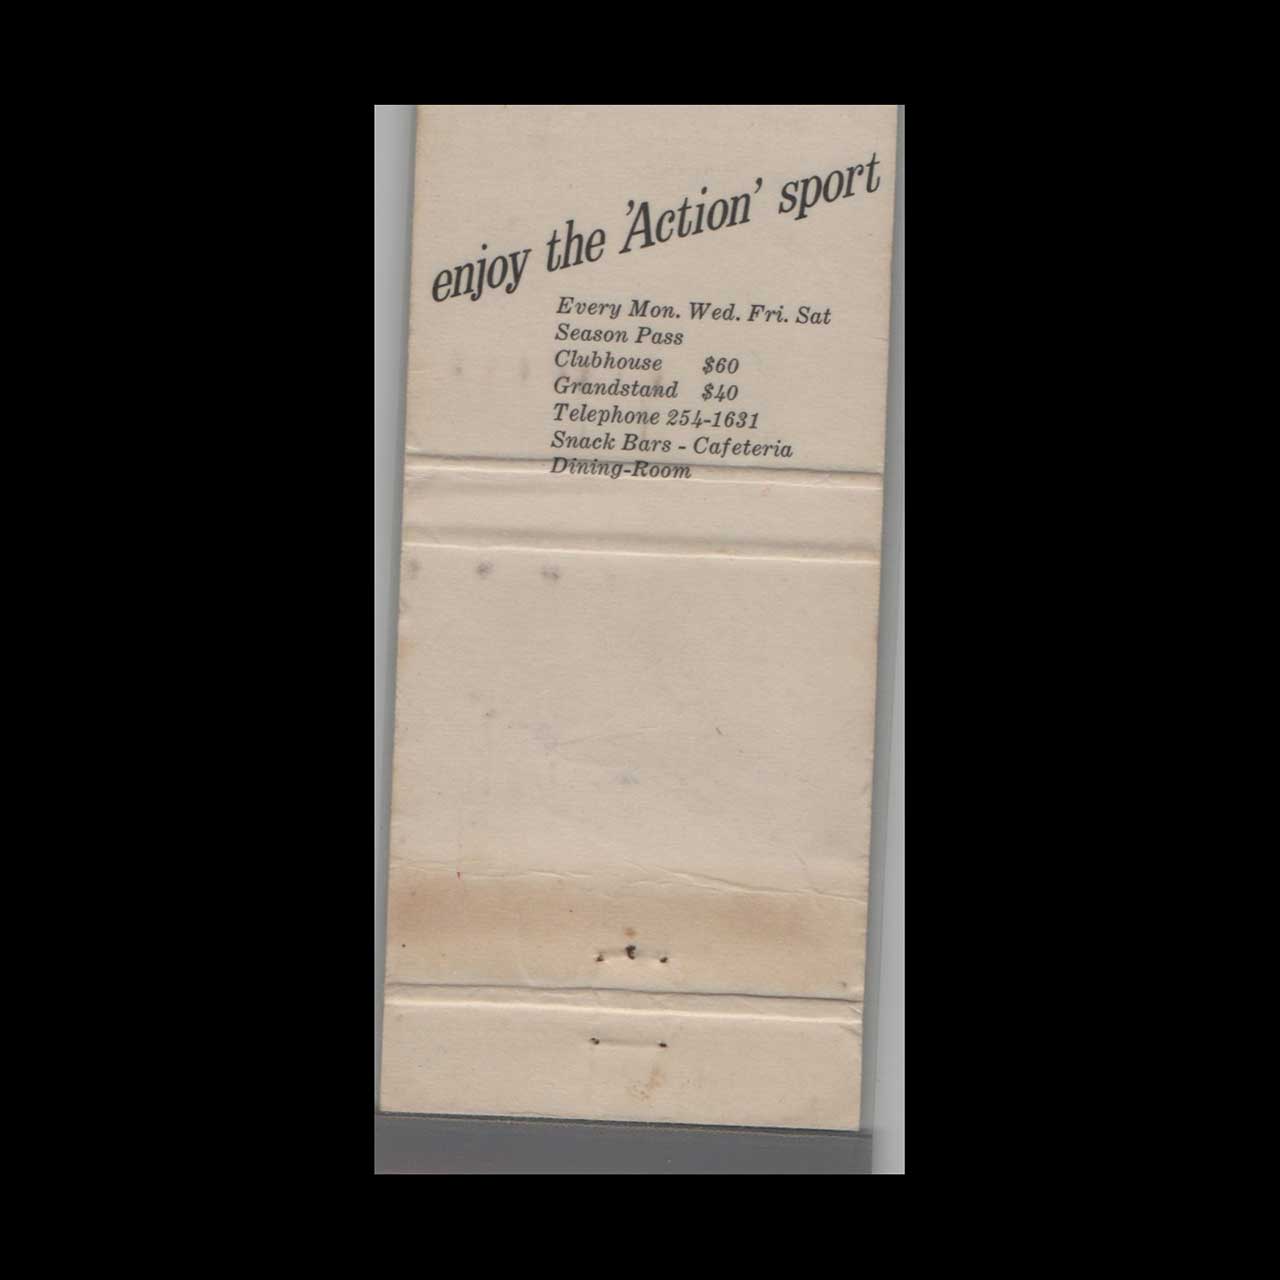 enjoy the 'Action' sport
Every Mon. Wed. Fri. Sat
Season Pass
Clubhouse $60
Grandstand $40
Telephone 254-1631
Snack Bars - Cafeteria
Dining-Room